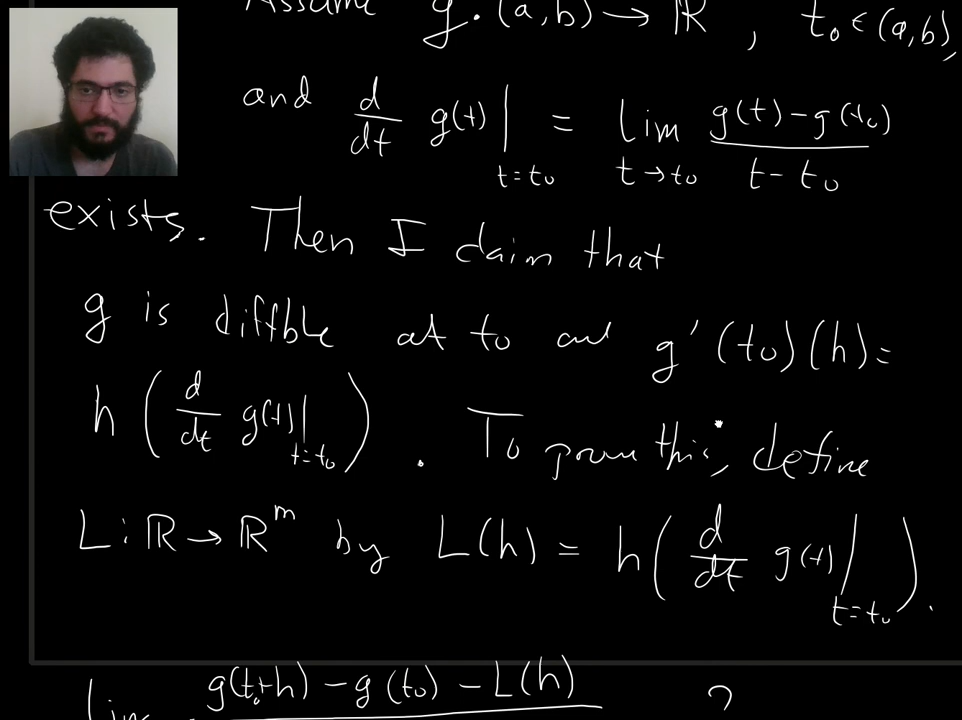 Assume g: (a,b) → ℝ, t₀ ∈ (a,b),
and d/dt g(t)|_{t=t₀} = lim_{t→t₀} (g(t) - g(t₀))/(t - t₀)
exists. Then I claim that
g is diffble at t₀ and g'(t₀)(h) =
h (d/dt g(t)|_{t=t₀}). To prove this, define
L: ℝ → ℝᵐ by L(h) = h (d/dt g(t)|_{t=t₀}).
lim g(t₀+h) - g(t₀) - L(h) ?